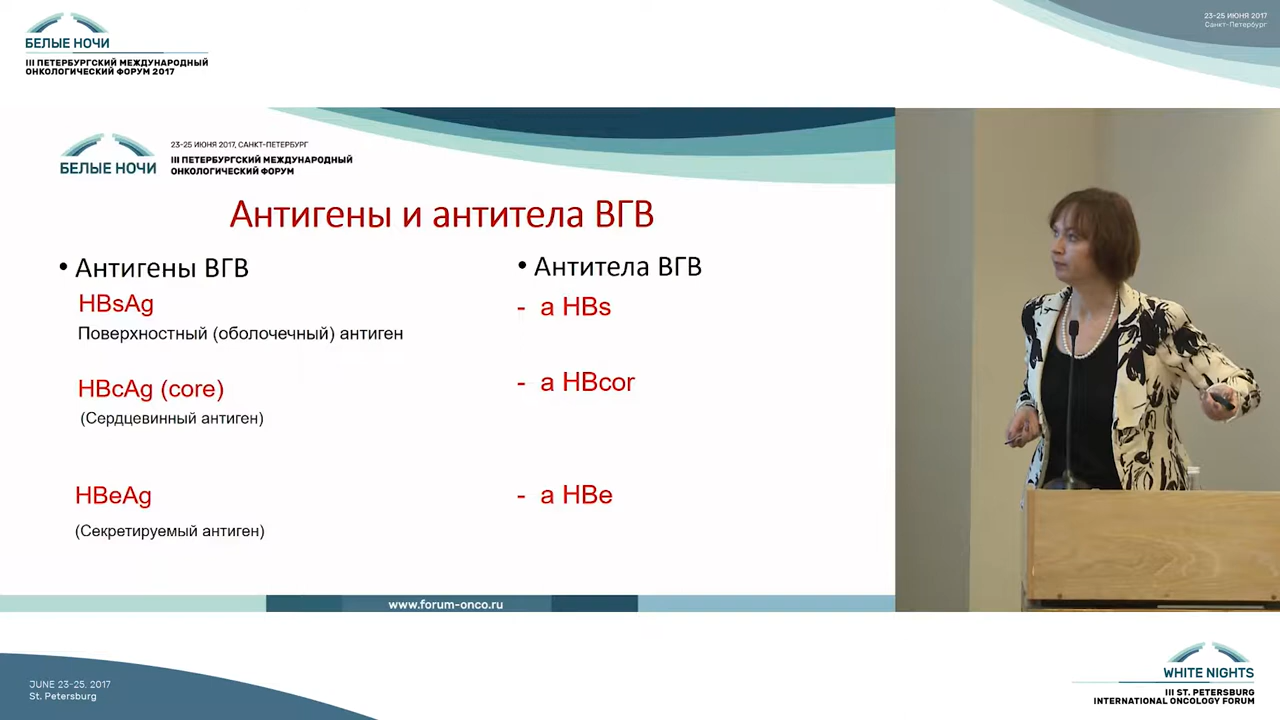 БЕЛЫЕ НОЧИ
III ПЕТЕРБУРГСКИЙ МЕЖДУНАРОДНЫЙ
ОНКОЛОГИЧЕСКИЙ ФОРУМ 2017
23-25 ИЮНЯ 2017
Санкт-Петербург
БЕЛЫЕ НОЧИ
23-25 ИЮНЯ 2017, САНКТ-ПЕТЕРБУРГ
III ПЕТЕРБУРГСКИЙ МЕЖДУНАРОДНЫЙ
ОНКОЛОГИЧЕСКИЙ ФОРУМ
Антигены и антитела ВГВ
• Антигены ВГВ
HBsAg
Поверхностный (оболочечный) антиген
HBcAg (core)
(Сердцевинный антиген)
HBeAg
(Секретируемый антиген)
• Антитела ВГВ
- a HBs
- a HBcor
- a HBe
www.forum-onco.ru
JUNE 23-25, 2017
St. Petersburg
WHITE NIGHTS
III ST. PETERSBURG
INTERNATIONAL ONCOLOGY FORUM